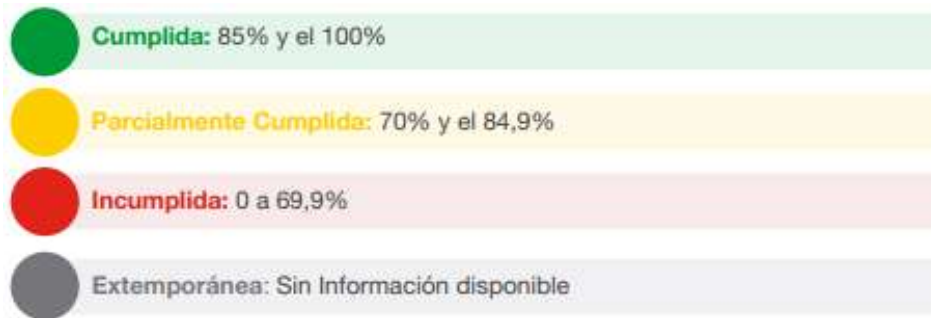 Cumplida: 85% y el 100%
Parcialmente Cumplida: 70% y el 84,9%
Incumplida: 0 a 69,9%
Extemporánea: Sin Información disponible